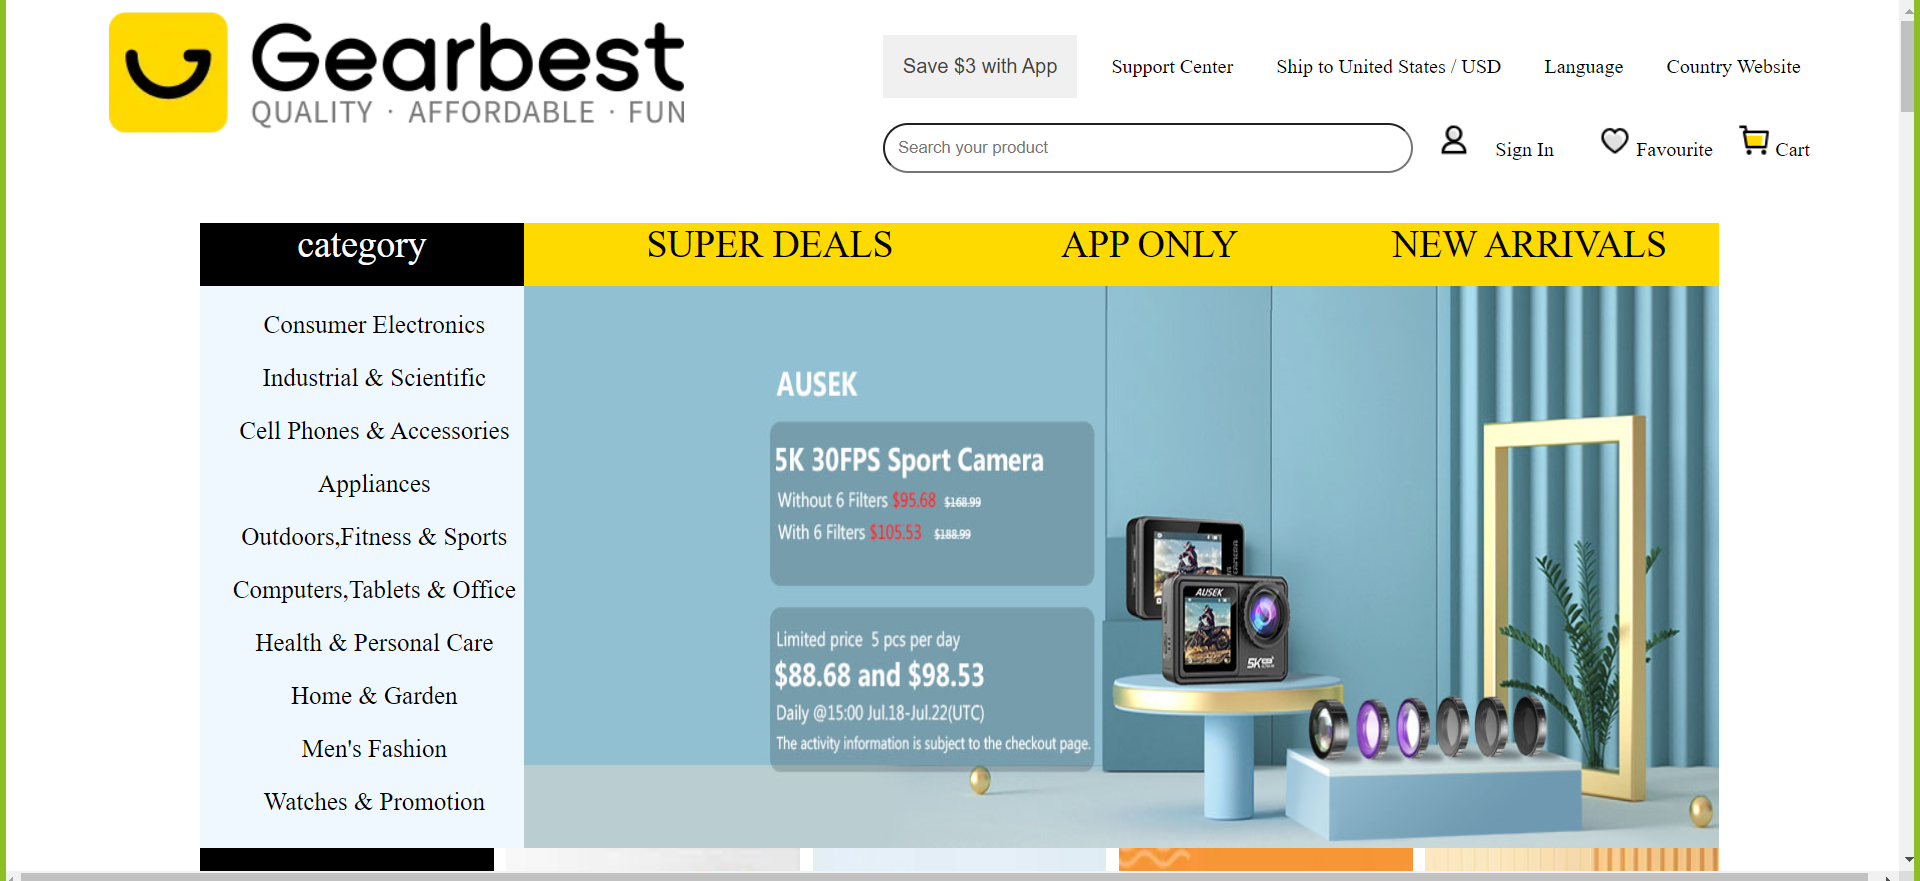 Gearbest
QUALITY · AFFORDABLE · FUN
Save $3 with App
Support Center
Ship to United States / USD
Language
Country Website
Search your product
Sign In
Favourite
Cart
category
SUPER DEALS
APP ONLY
NEW ARRIVALS
Consumer Electronics
Industrial & Scientific
Cell Phones & Accessories
Appliances
Outdoors,Fitness & Sports
Computers,Tablets & Office
Health & Personal Care
Home & Garden
Men's Fashion
Watches & Promotion
AUSEK
5K 30FPS Sport Camera
Without 6 Filters $95.68 $168.99
With 6 Filters $105.53 $188.99
Limited price 5 pcs per day
$88.68 and $98.53
Daily @15:00 Jul.18-Jul.22(UTC)
The activity information is subject to the checkout page.
AUSEK
5K